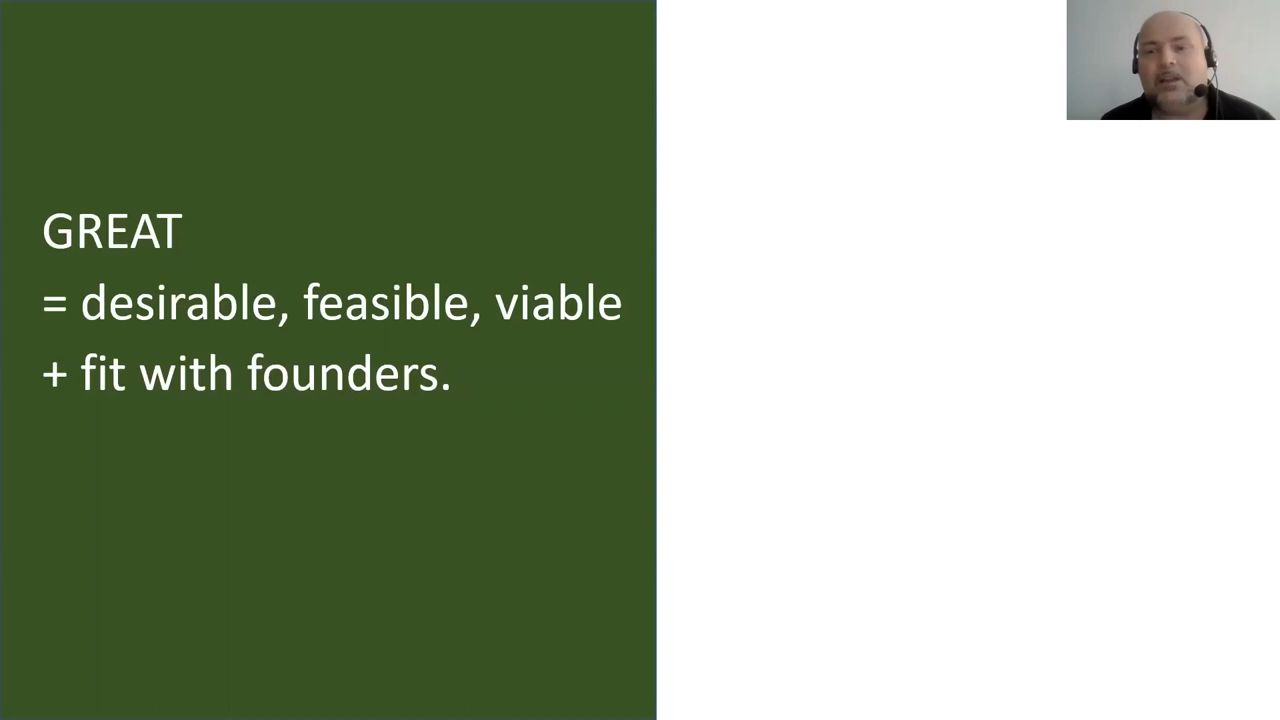 GREAT
= desirable, feasible, viable
+ fit with founders.